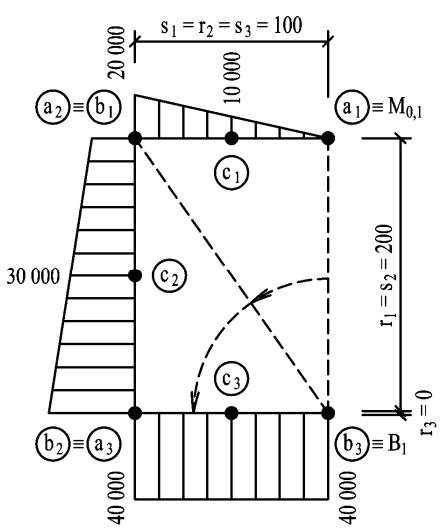 s₁ = r₂ = s₃ = 100
20 000
10 000
a₂ ≡ b₁
a₁ ≡ M₀,₁
c₁
30 000
c₂
r₁ = s₂ = 200
c₃
r₃ = 0
b₂ ≡ a₃
b₃ ≡ B₁
40 000
40 000